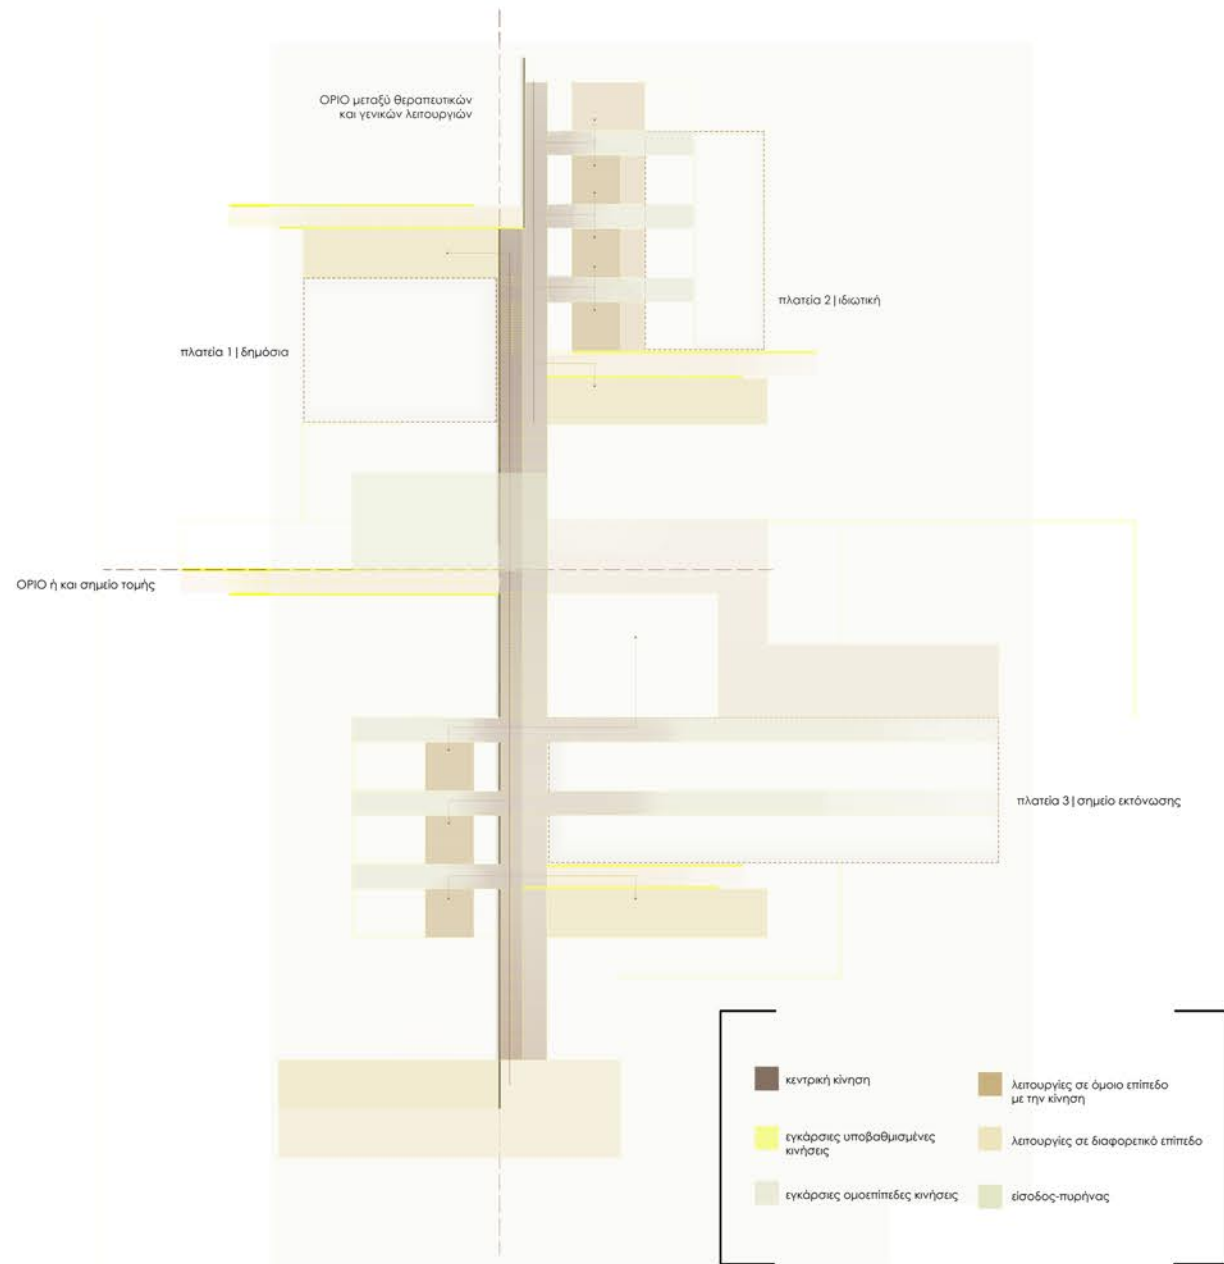 ΟΡΙΟ μεταξύ θεραπευτικών
και γενικών λειτουργιών
πλατεία 2 | ιδιωτική
πλατεία 1 | δημόσια
ΟΡΙΟ ή και σημείο τομής
πλατεία 3 | σημείο εκτόνωσης
κεντρική κίνηση
εγκάρσιες υποβαθμισμένες
κινήσεις
εγκάρσιες ομοεπίπεδες κινήσεις
λειτουργίες σε όμοιο επίπεδο
με την κίνηση
λειτουργίες σε διαφορετικό επίπεδο
είσοδος-πυρήνας